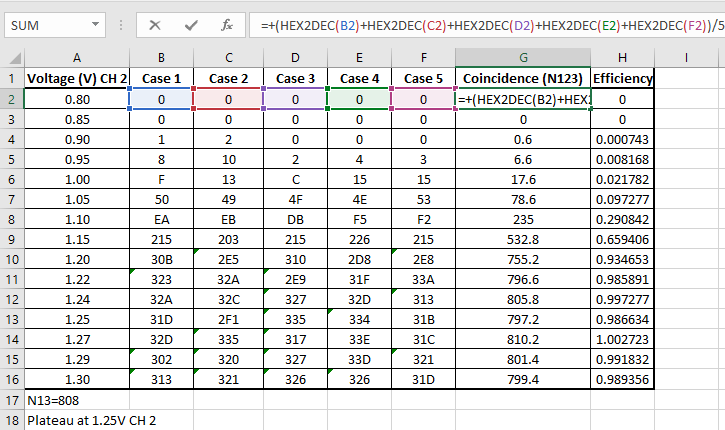 SUM fx =+(HEX2DEC(B2)+HEX2DEC(C2)+HEX2DEC(D2)+HEX2DEC(E2)+HEX2DEC(F2))/5
A B C D E F G H I
1 Voltage (V) CH 2 Case 1 Case 2 Case 3 Case 4 Case 5 Coincidence (N123) Efficiency
2 0.80 0 0 0 0 0 =+(HEX2DEC(B2)+HEX2 0
3 0.85 0 0 0 0 0 0 0
4 0.90 1 2 0 0 0 0.6 0.000743
5 0.95 8 10 2 4 3 6.6 0.008168
6 1.00 F 13 C 15 15 17.6 0.021782
7 1.05 50 49 4F 4E 53 78.6 0.097277
8 1.10 EA EB DB F5 F2 235 0.290842
9 1.15 215 203 215 226 215 532.8 0.659406
10 1.20 30B 2E5 310 2D8 2E8 755.2 0.934653
11 1.22 323 32A 2E9 31F 33A 796.6 0.985891
12 1.24 32A 32C 327 32D 313 805.8 0.997277
13 1.25 31D 2F1 335 334 31B 797.2 0.986634
14 1.27 32D 335 317 33E 31C 810.2 1.002723
15 1.29 302 320 327 33D 321 801.4 0.991832
16 1.30 313 321 326 326 31D 799.4 0.989356
17 N13=808
18 Plateau at 1.25V CH 2